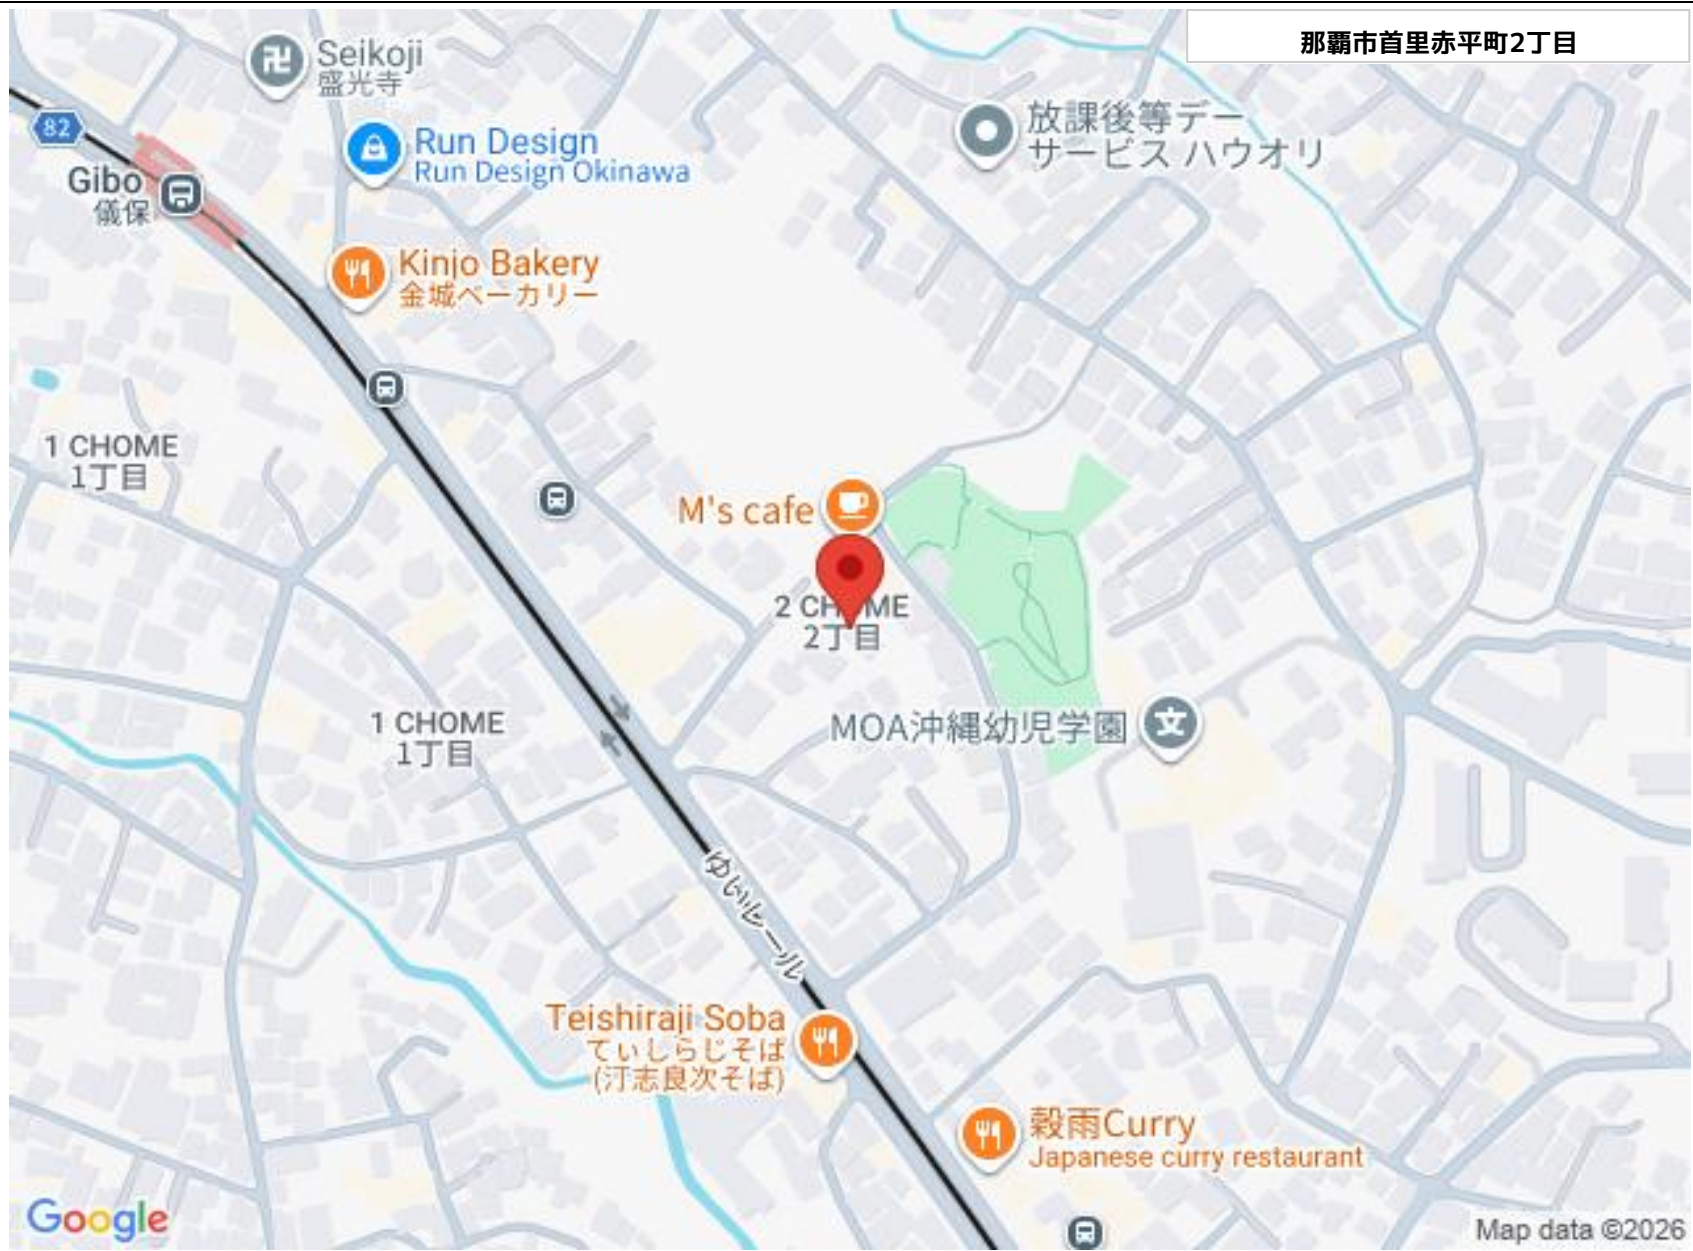 那覇市首里赤平町2丁目
Seikoji
盛光寺
82
Run Design
Run Design Okinawa
放課後等デー
サービス ハウオリ
Gibo
儀保
Kinjo Bakery
金城ベーカリー
1 CHOME
1丁目
M's cafe
2 CHOME
2丁目
1 CHOME
1丁目
MOA沖縄幼児学園
文
ゆいレール
Teishiraji Soba
てぃしらじそば
(汀志良次そば)
穀雨Curry
Japanese curry restaurant
Google
Map data ©2026